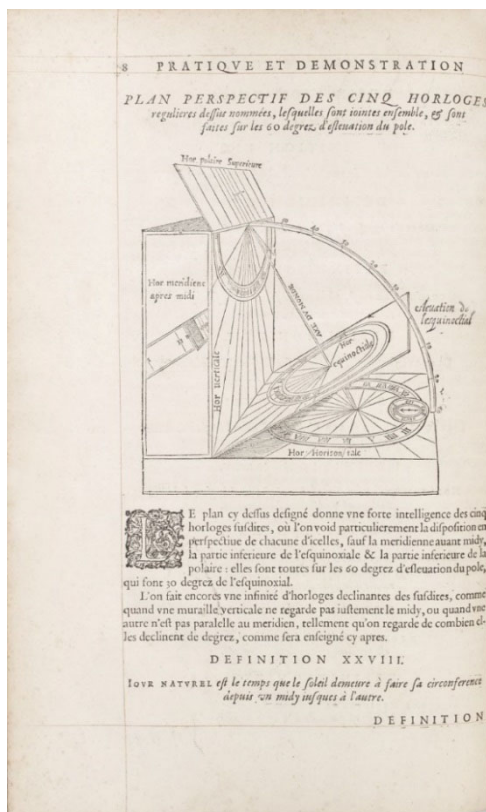 8 PRATIQVE ET DEMONSTRATION
PLAN PERSPECTIF DES CINQ HORLOGES
regulieres dessus nommées, lesquelles sont iointes ensemble, & sont
faites sur les 60 degrez d'esleuation du pole.
Hor polaire Superieure
Hor meridiene
apres midi
Hor verticale
AXE DV MONDE
Hor
equinoctiale
eleuation de
lesquinoctial
Hor Horizontale
LE plan cy dessus designé donne vne forte intelligence des cinq
horloges susdites, où l'on void particulierement la disposition en
perspectiue de chacune d'icelles, sauf la meridienne auant midy,
la partie inferieure de l'esquinoxiale & la partie inferieure de la
polaire : elles sont toutes sur les 60 degrez d'esleuation du pole,
qui sont 30 degrez de l'esquinoxial.
L'on fait encores vne infinité d'horloges declinantes des susdites, comme
quand vne muraille verticale ne regarde pas iustement le midy, ou quand vne
autre n'est pas paralelle au meridien, tellement qu'on regarde de combien el-
les declinent de degrez, comme sera enseigné cy apres.
DEFINITION XXVIII.
IOVR NATVREL est le temps que le soleil demeure à faire sa circonference
depuis vn midy iusques à l'autre.
DEFINITION